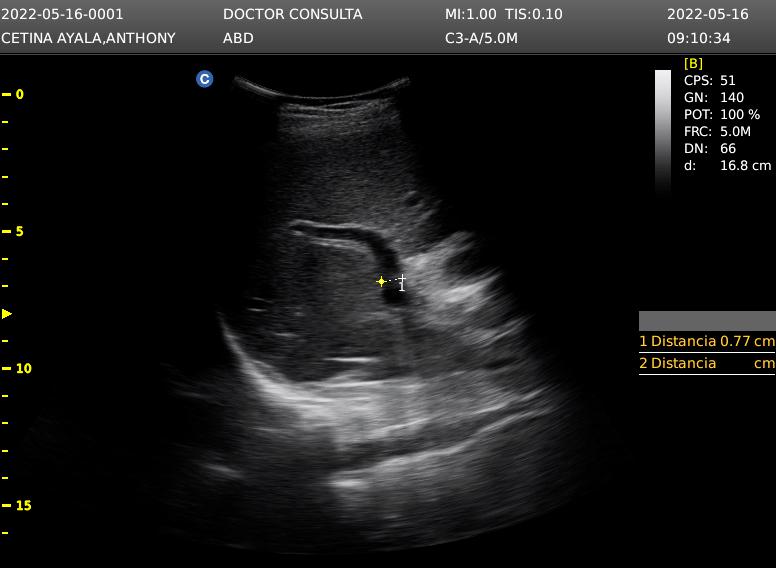 2022-05-16-0001 DOCTOR CONSULTA MI:1.00 TIS:0.10 2022-05-16
CETINA AYALA,ANTHONY ABD C3-A/5.0M 09:10:34
C
[B]
CPS: 51
GN: 140
POT: 100 %
FRC: 5.0M
DN: 66
d: 16.8 cm
0
5
10
15
1
1 Distancia 0.77 cm
2 Distancia cm